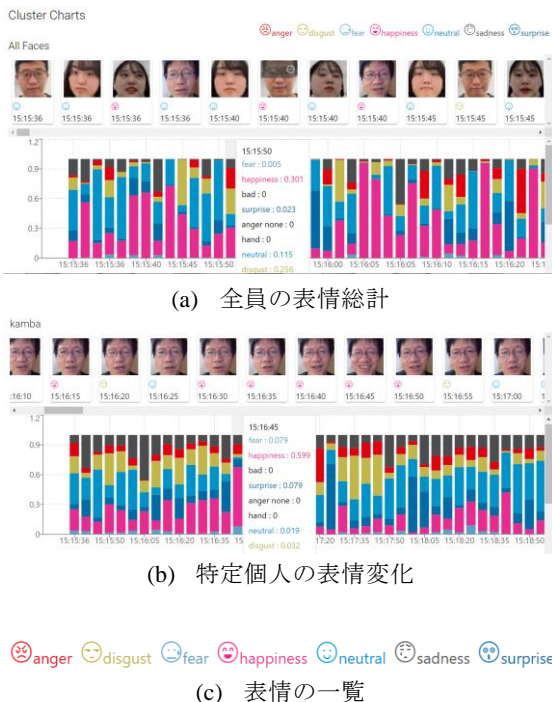 Cluster Charts
anger disgust fear happiness neutral sadness surprise
All Faces
15:15:36 15:15:36 15:15:36 15:15:36 15:15:40 15:15:40 15:15:40 15:15:40 15:15:45 15:15:45 15:15:45
1.2
0.9
0.6
0.3
0
15:15:50
fear : 0.005
happiness : 0.301
bad : 0
surprise : 0.023
anger none : 0
hand : 0
neutral : 0.115
disgust : 0.256
15:15:36 15:15:36 15:15:40 15:15:45 15:15:50 15:16:00 15:16:05 15:16:05 15:16:10 15:16:15 15:16:20 15:1
(a) 全員の表情総計
kamba
:16:10 15:16:15 15:16:20 15:16:25 15:16:30 15:16:35 15:16:40 15:16:45 15:16:50 15:16:55 15:17:00
1.2
0.9
0.6
0.3
0
15:16:45
fear : 0.079
happiness : 0.599
bad : 0
surprise : 0.079
anger none : 0
hand : 0
neutral : 0.019
disgust : 0.032
15:15:36 15:15:50 15:16:05 15:16:20 15:16:35 15 17:20 15:17:35 15:17:50 15:18:05 15:18:20 15:18:35 15:18:50
(b) 特定個人の表情変化
anger disgust fear happiness neutral sadness surprise
(c) 表情の一覧